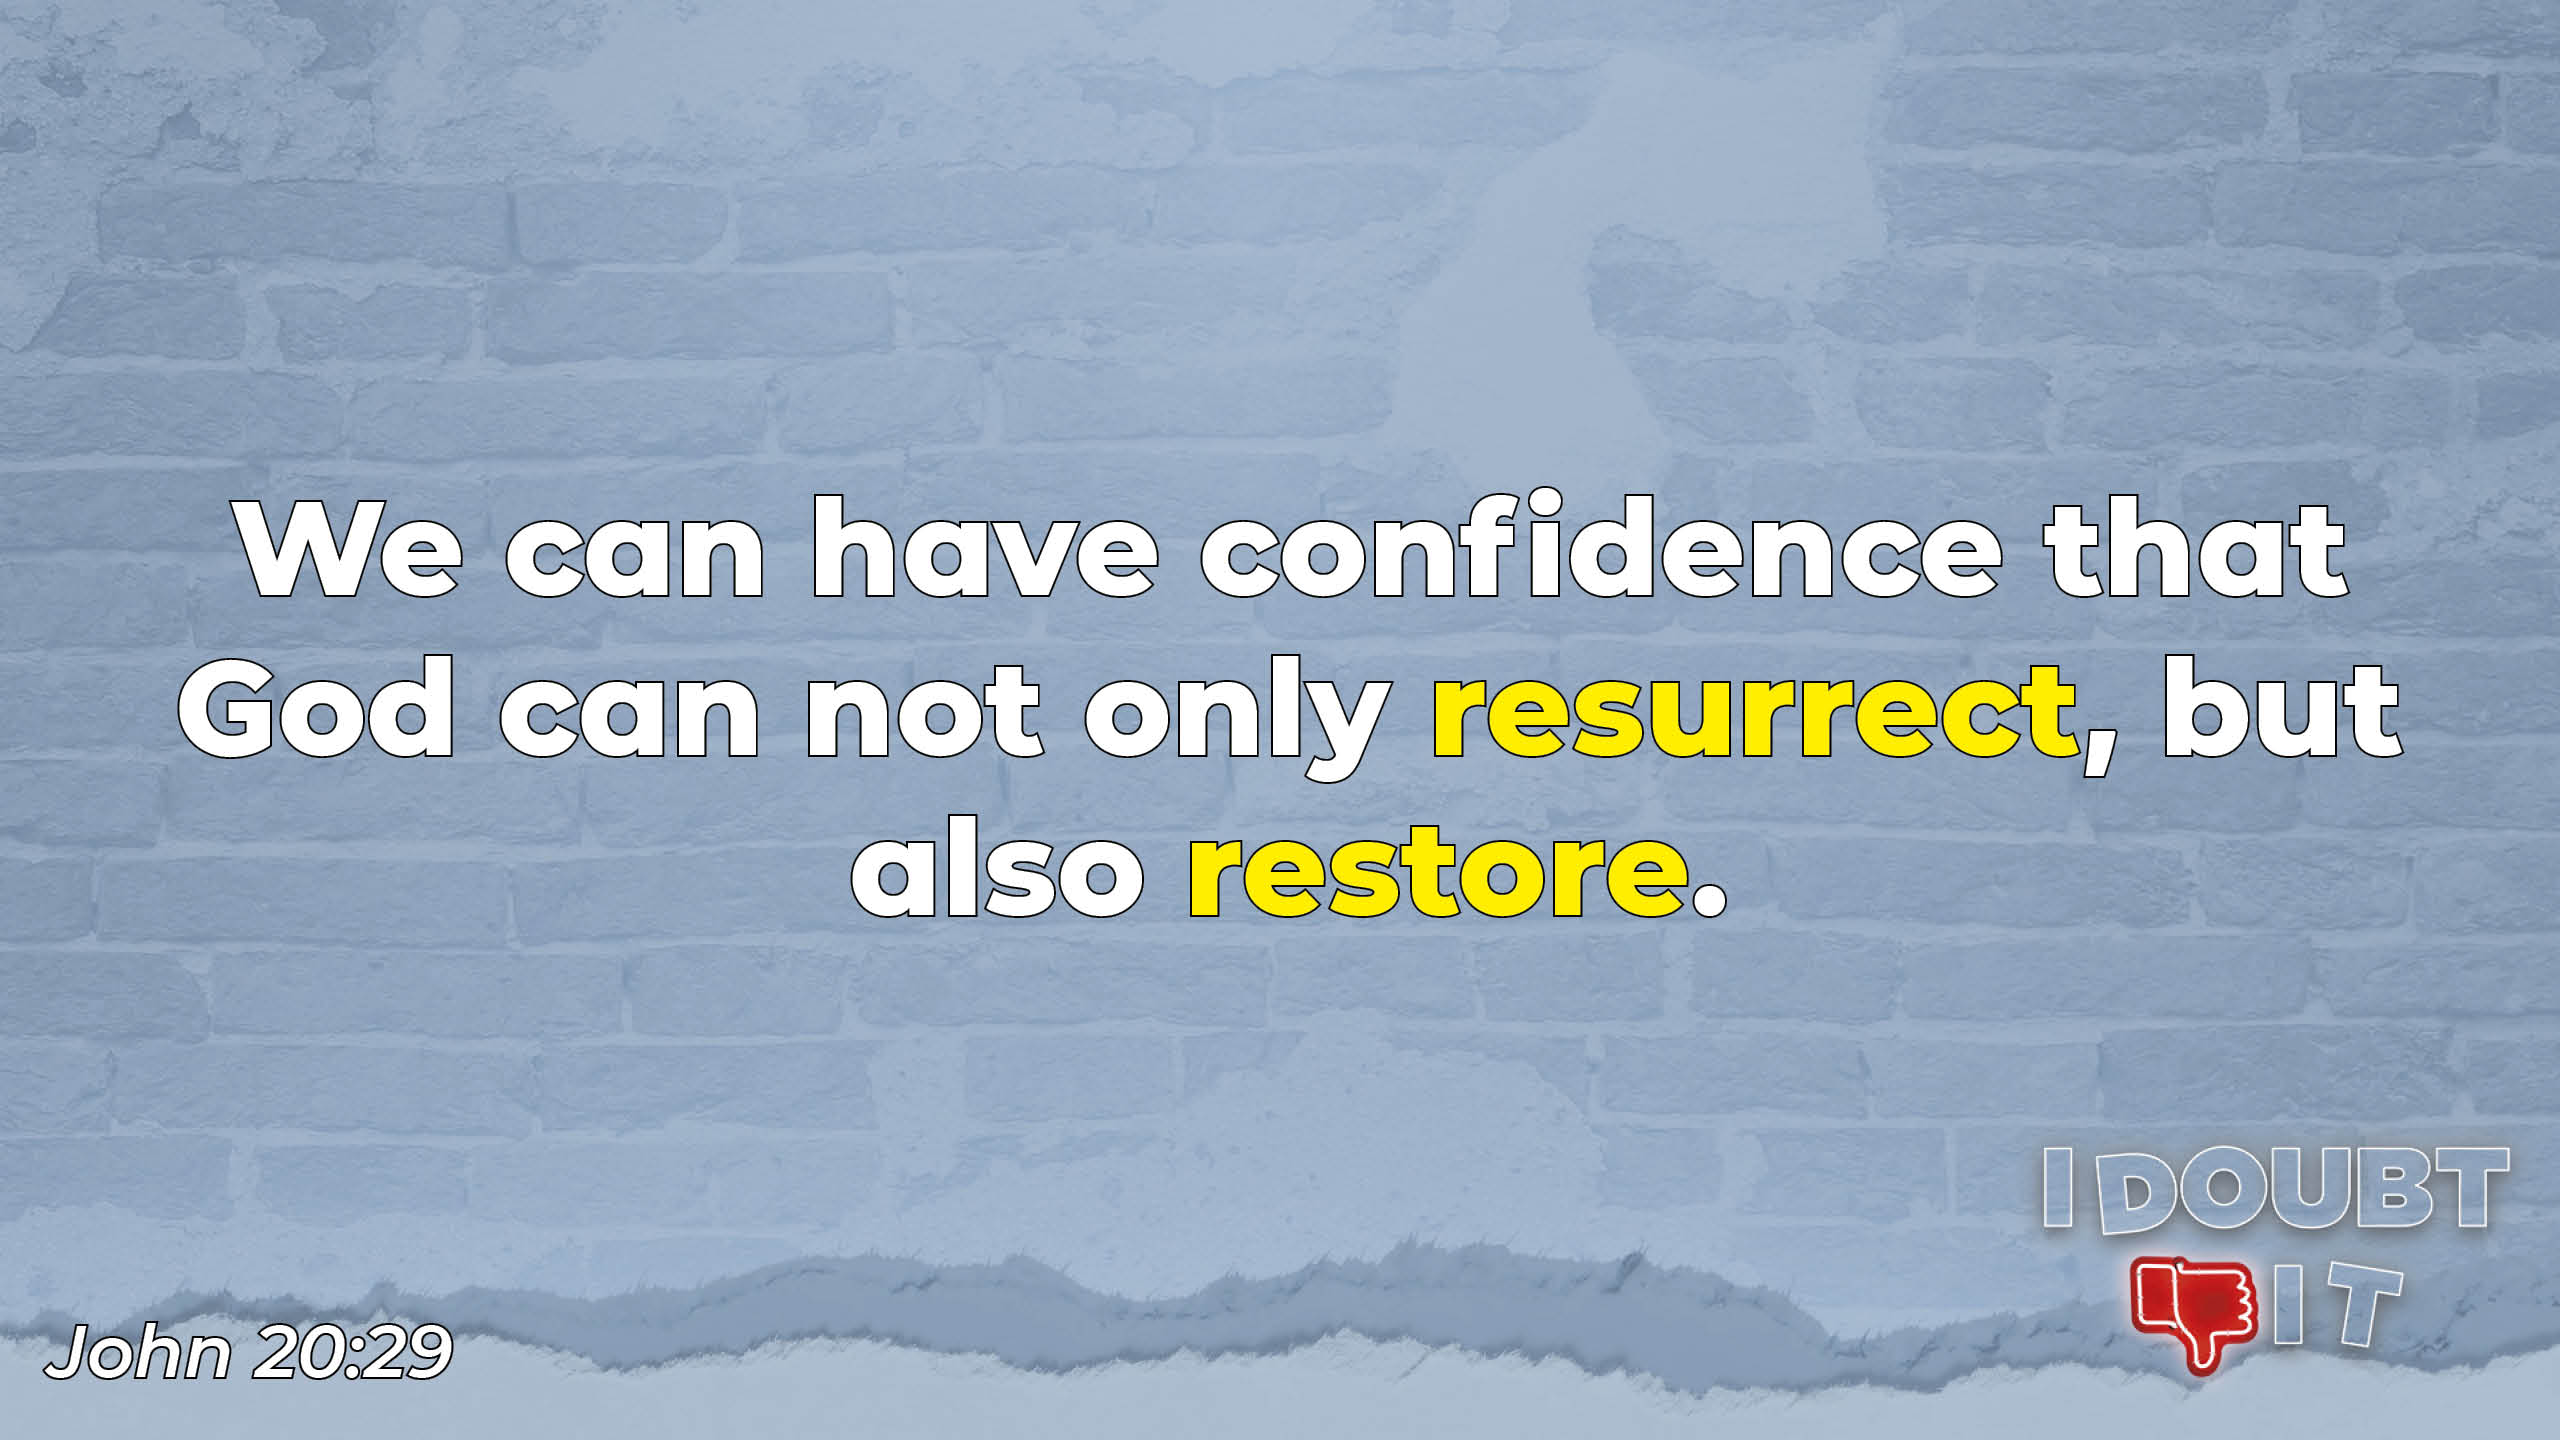 We can have confidence that
God can not only resurrect, but
also restore.
John 20:29
I DOUBT
IT